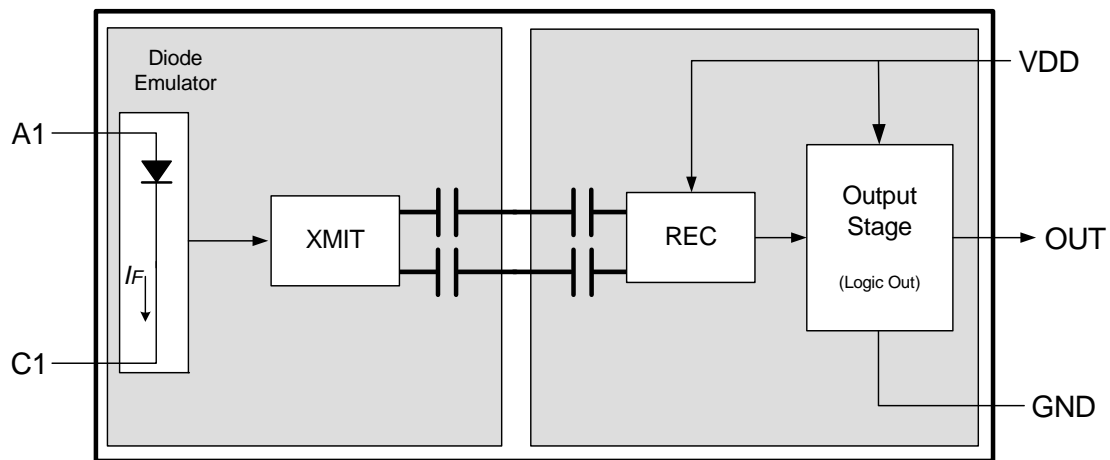 Diode
Emulator
A1
IF
C1
XMIT
REC
Output
Stage
(Logic Out)
VDD
OUT
GND